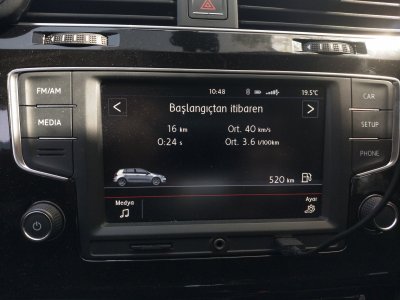 FM/AM
MEDIA
10:48
19.5°C
Başlangıçtan itibaren
16 km
Ort. 40 km/s
0:24 s
Ort. 3.6 l/100km
520 km
Medya
Ayar
CAR
SETUP
PHONE